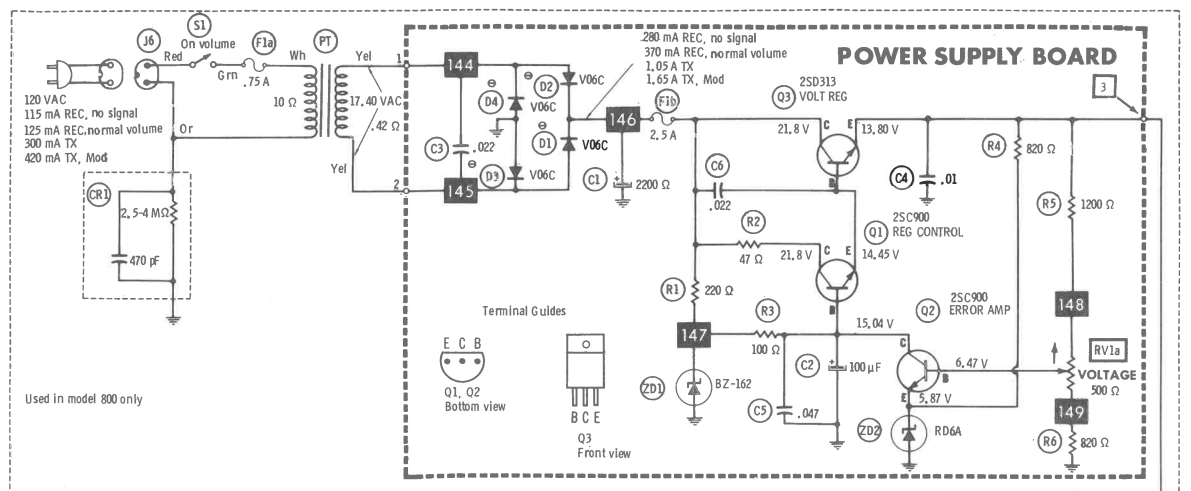 POWER SUPPLY BOARD
J6
S1
On volume
F1a
PT
Red
Grn
.75 A
Wh
Yel
10 Ω
17.40 VAC
.42 Ω
Or
Yel
120 VAC
115 mA REC, no signal
125 mA REC, normal volume
300 mA TX
420 mA TX, Mod
CR1
2.5-4 MΩ
470 pF
Used in model 800 only
1
2
144
145
C3
.022
D4
V06C
D2
V06C
D1
V06C
D3
V06C
.280 mA REC, no signal
370 mA REC, normal volume
1.05 A TX
1.65 A TX, Mod
146
F1b
2.5 A
C1
+
2200 Ω
2SD313
Q3
VOLT REG
21.8 V
C
E
B
13.80 V
C6
.022
C4
.01
R4
820 Ω
R5
1200 Ω
3
R2
47 Ω
21.8 V
C
E
B
Q1
2SC900
REG CONTROL
14.45 V
R1
220 Ω
147
R3
100 Ω
15.04 V
ZD1
BZ-162
C2
+
100 μF
C5
.047
Q2
2SC900
ERROR AMP
C
B
E
6.47 V
5.87 V
ZD2
RD6A
148
RV1a
VOLTAGE
500 Ω
149
R6
820 Ω
Terminal Guides
E C B
Q1, Q2
Bottom view
B C E
Q3
Front view